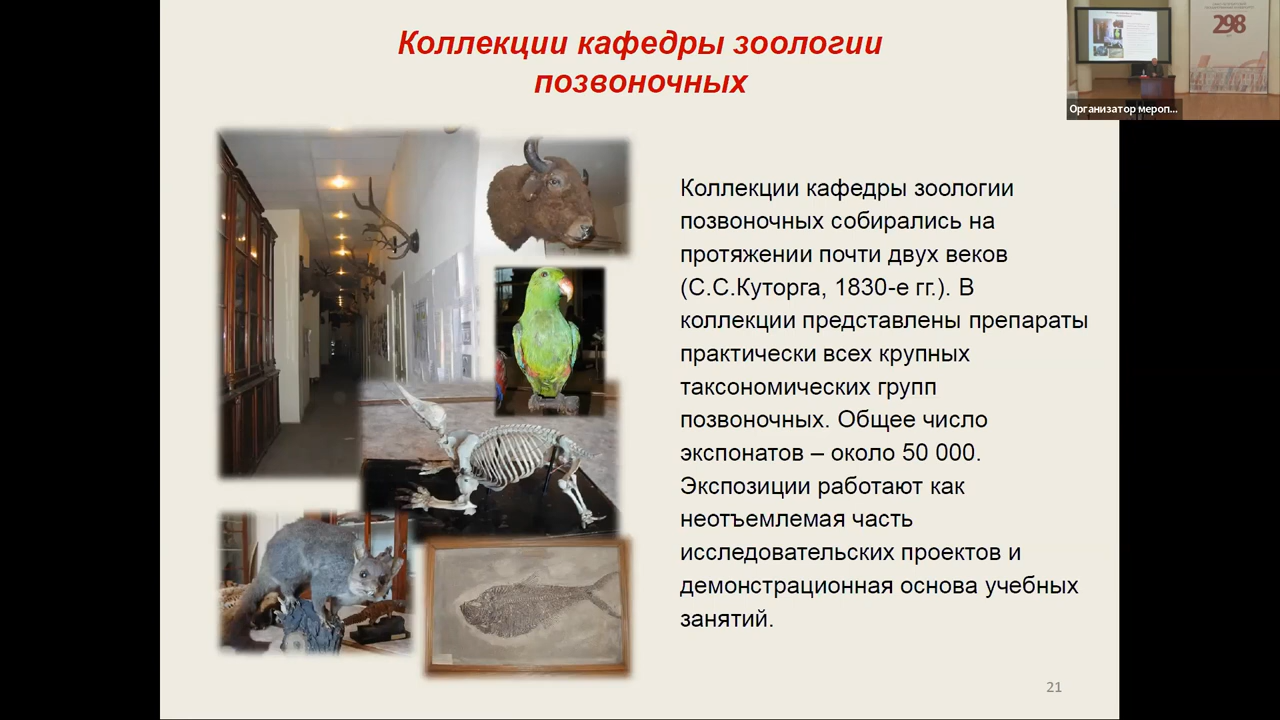 Коллекции кафедры зоологии
позвоночных
298
Организатор мероп...
Коллекции кафедры зоологии
позвоночных собирались на
протяжении почти двух веков
(С.С.Куторга, 1830-е гг.). В
коллекции представлены препараты
практически всех крупных
таксономических групп
позвоночных. Общее число
экспонатов – около 50 000.
Экспозиции работают как
неотъемлемая часть
исследовательских проектов и
демонстрационная основа учебных
занятий.
21